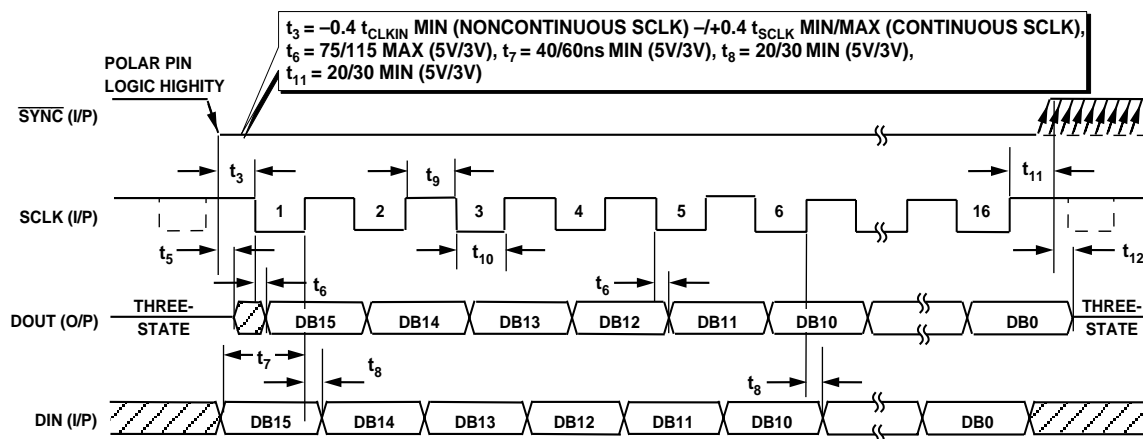 t3 = –0.4 tCLKIN MIN (NONCONTINUOUS SCLK) –/+0.4 tSCLK MIN/MAX (CONTINUOUS SCLK),
t6 = 75/115 MAX (5V/3V), t7 = 40/60ns MIN (5V/3V), t8 = 20/30 MIN (5V/3V),
t11 = 20/30 MIN (5V/3V)
POLAR PIN
LOGIC HIGHITY
SYNC (I/P)
t3
t9
t11
SCLK (I/P)
1 2 3 4 5 6 16
t5
t10
t12
t6
t6
THREE-
STATE
DOUT (O/P)
DB15 DB14 DB13 DB12 DB11 DB10 DB0
THREE-
STATE
t7
t8
t8
DIN (I/P)
DB15 DB14 DB13 DB12 DB11 DB10 DB0